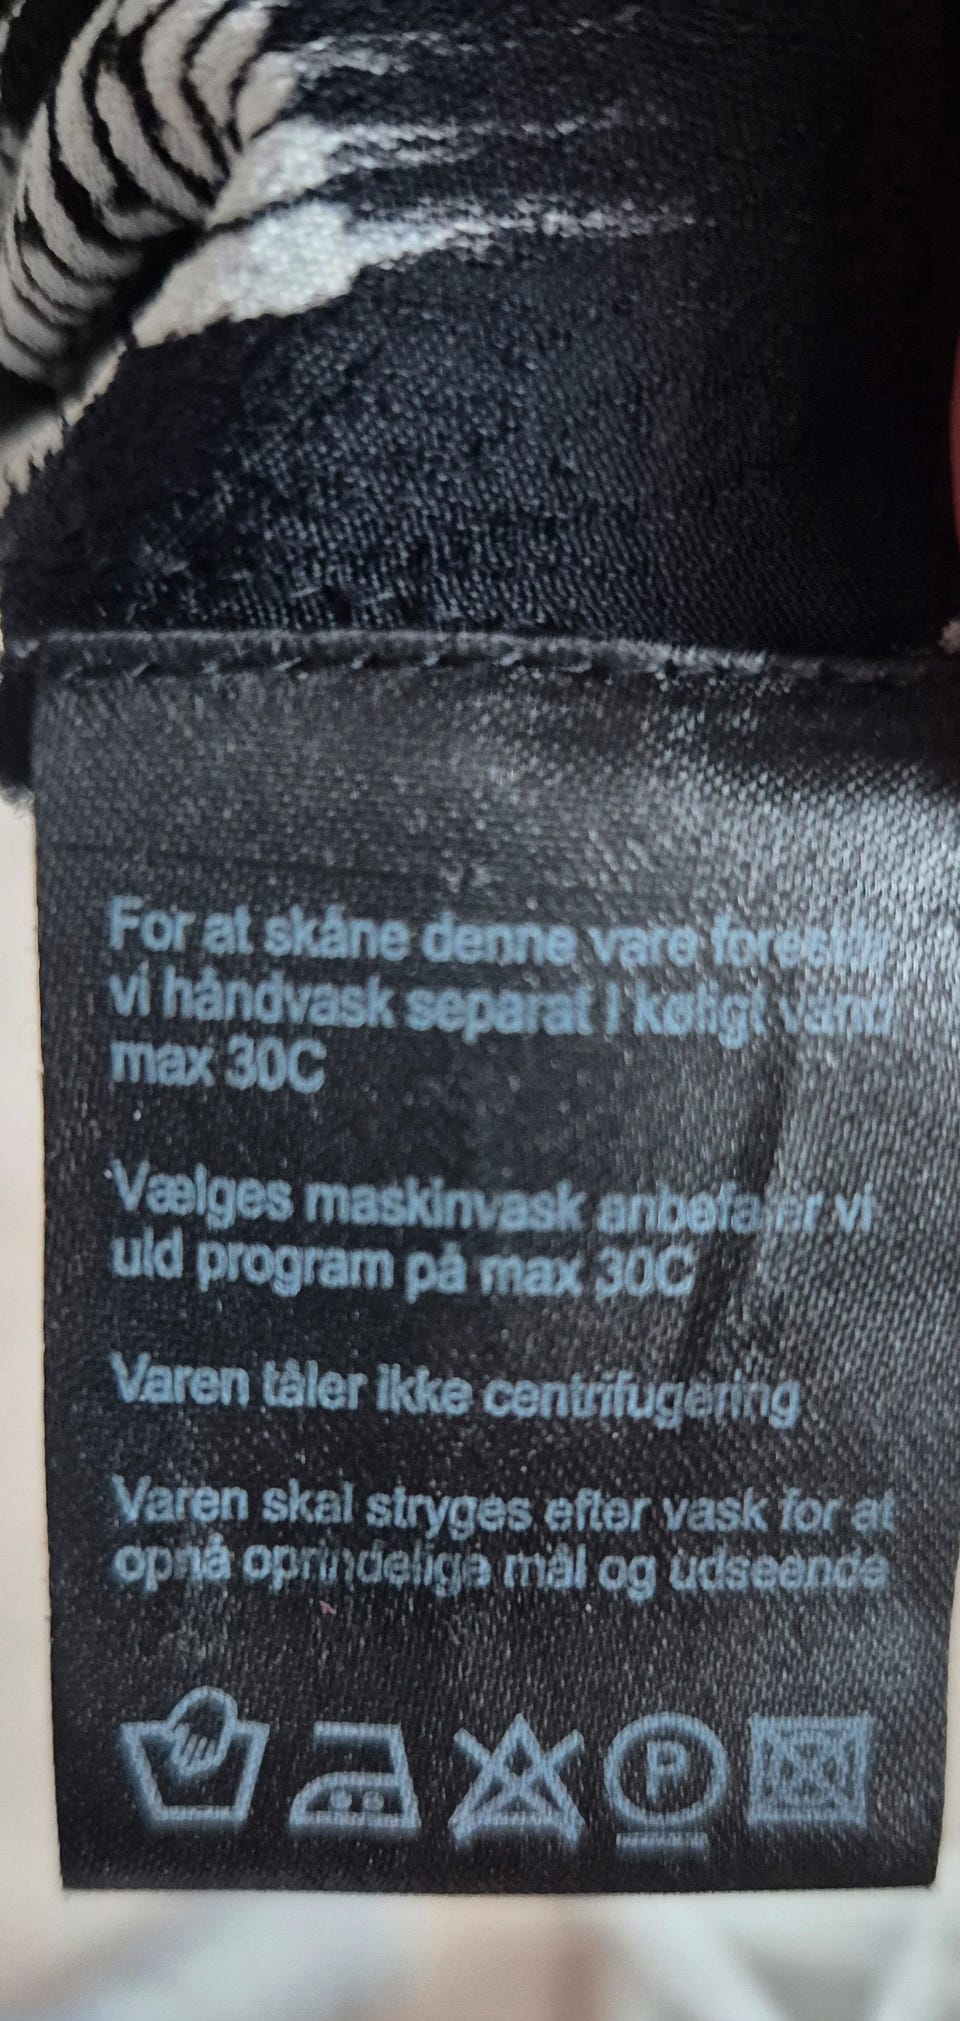 For at skåne denne vare foreslår
vi håndvask separat I køligt vand
max 30C
Vælges maskinvask anbefaler vi
uld program på max 30C
Varen tåler ikke centrifugering
Varen skal stryges efter vask for at
opnå oprindelige mål og udseende
P